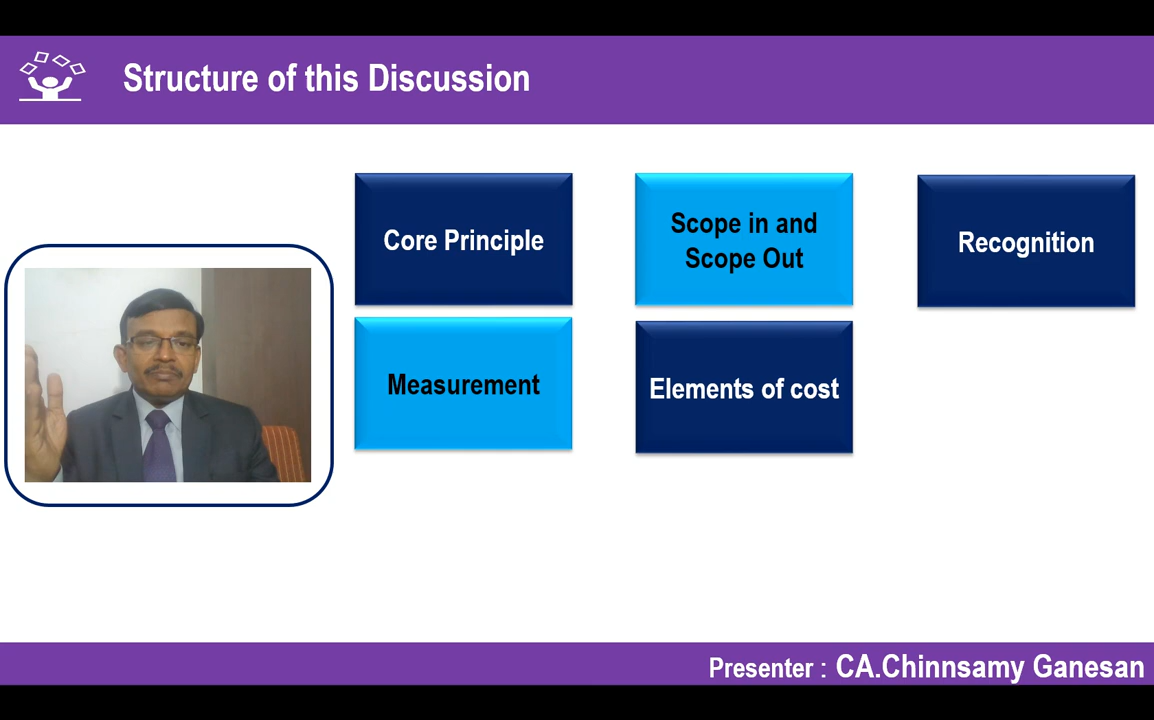 Structure of this Discussion
Core Principle
Scope in and
Scope Out
Recognition
Measurement
Elements of cost
Presenter : CA.Chinnsamy Ganesan